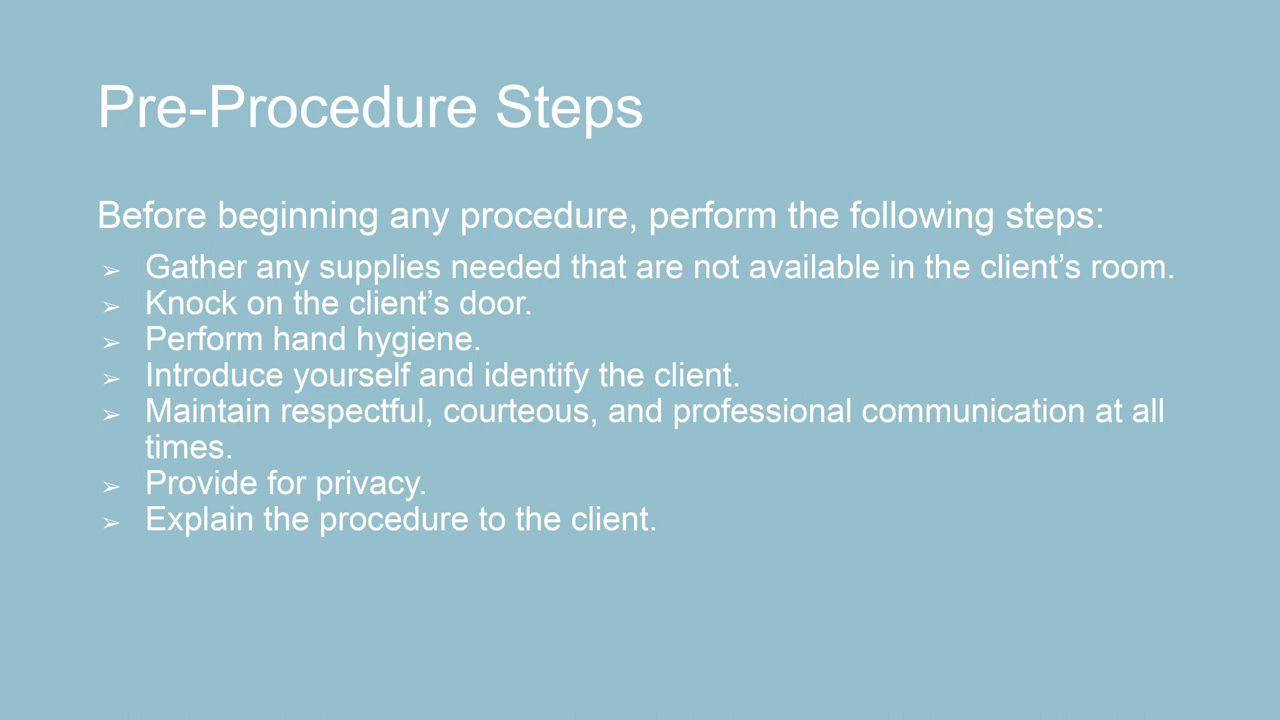 Pre-Procedure Steps
Before beginning any procedure, perform the following steps:
➢ Gather any supplies needed that are not available in the client’s room.
➢ Knock on the client’s door.
➢ Perform hand hygiene.
➢ Introduce yourself and identify the client.
➢ Maintain respectful, courteous, and professional communication at all
times.
➢ Provide for privacy.
➢ Explain the procedure to the client.